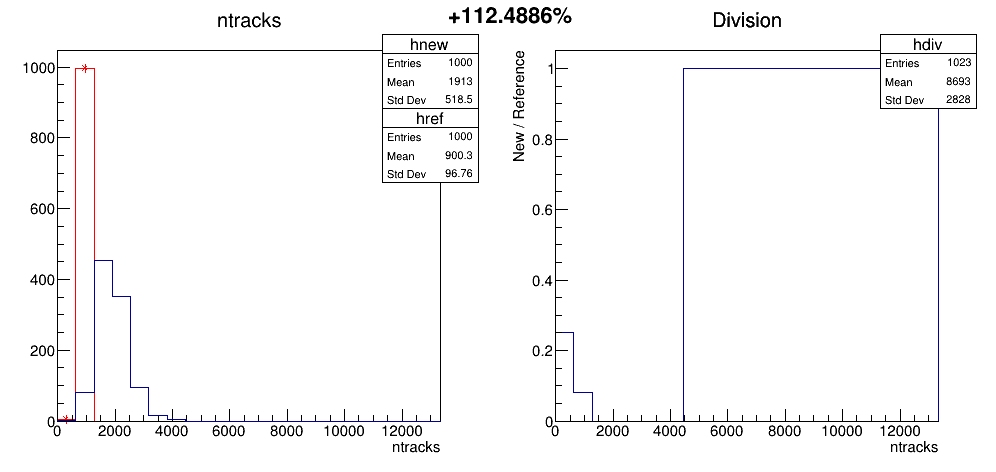 +112.4886%
ntracks
hnew
Entries 1000
Mean 1913
Std Dev 518.5
href
Entries 1000
Mean 900.3
Std Dev 96.76
1000
800
600
400
200
0
0 2000 4000 6000 8000 10000 12000
ntracks
Division
hdiv
Entries 1023
Mean 8693
Std Dev 2828
New / Reference
1
0.8
0.6
0.4
0.2
0
0 2000 4000 6000 8000 10000 12000
ntracks